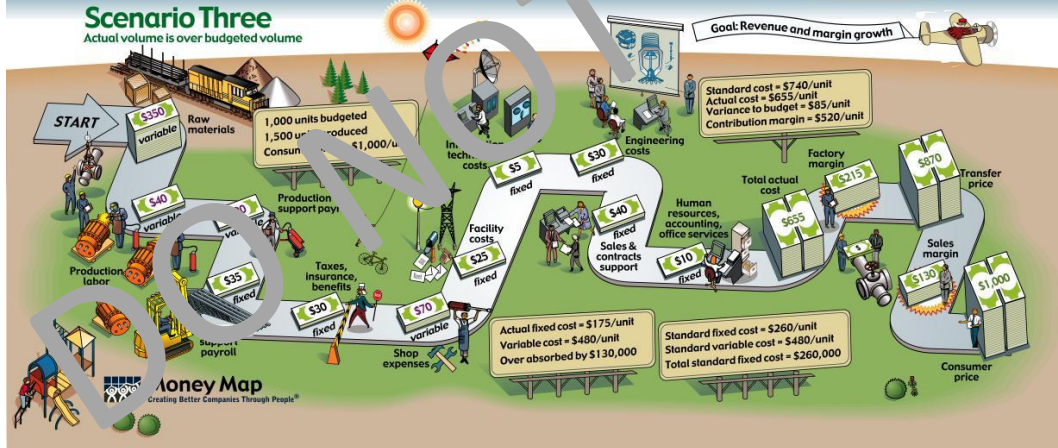 Scenario Three
Actual volume is over budgeted volume
Goal: Revenue and margin growth
START
$350
variable
Raw
materials
1,000 units budgeted
1,500
$1,000/
Standard cost = $740/unit
Actual cost = $655/unit
Variance to budget = $85/unit
Contribution margin = $520/unit
costs
$5
fixed
$30
fixed
Engineering
costs
$40
variable
Production
support
Production
labor
$35
fixed
Taxes,
insurance,
benefits
$30
fixed
$70
variable
Shop
expenses
payroll
Facility
costs
$25
fixed
$40
fixed
Sales &
contracts
support
Human
resources,
accounting,
office services
$10
fixed
Total actual
cost
$655
Factory
margin
$215
$870
Transfer
price
$
Sales
margin
$130
$1,000
Consumer
price
Actual fixed cost = $175/unit
Variable cost = $480/unit
Over absorbed by $130,000
Standard fixed cost = $260/unit
Standard variable cost = $480/unit
Total standard fixed cost = $260,000
Money Map
Creating Better Companies Through People®
DO NOT